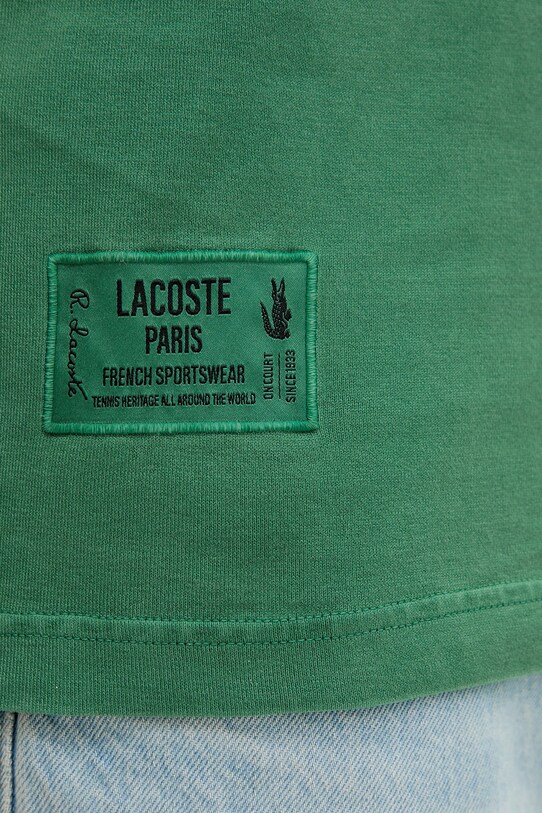 R. Lacoste
LACOSTE
PARIS
FRENCH SPORTSWEAR
TENNIS HERITAGE ALL AROUND THE WORLD
ON COURT
SINCE 1933